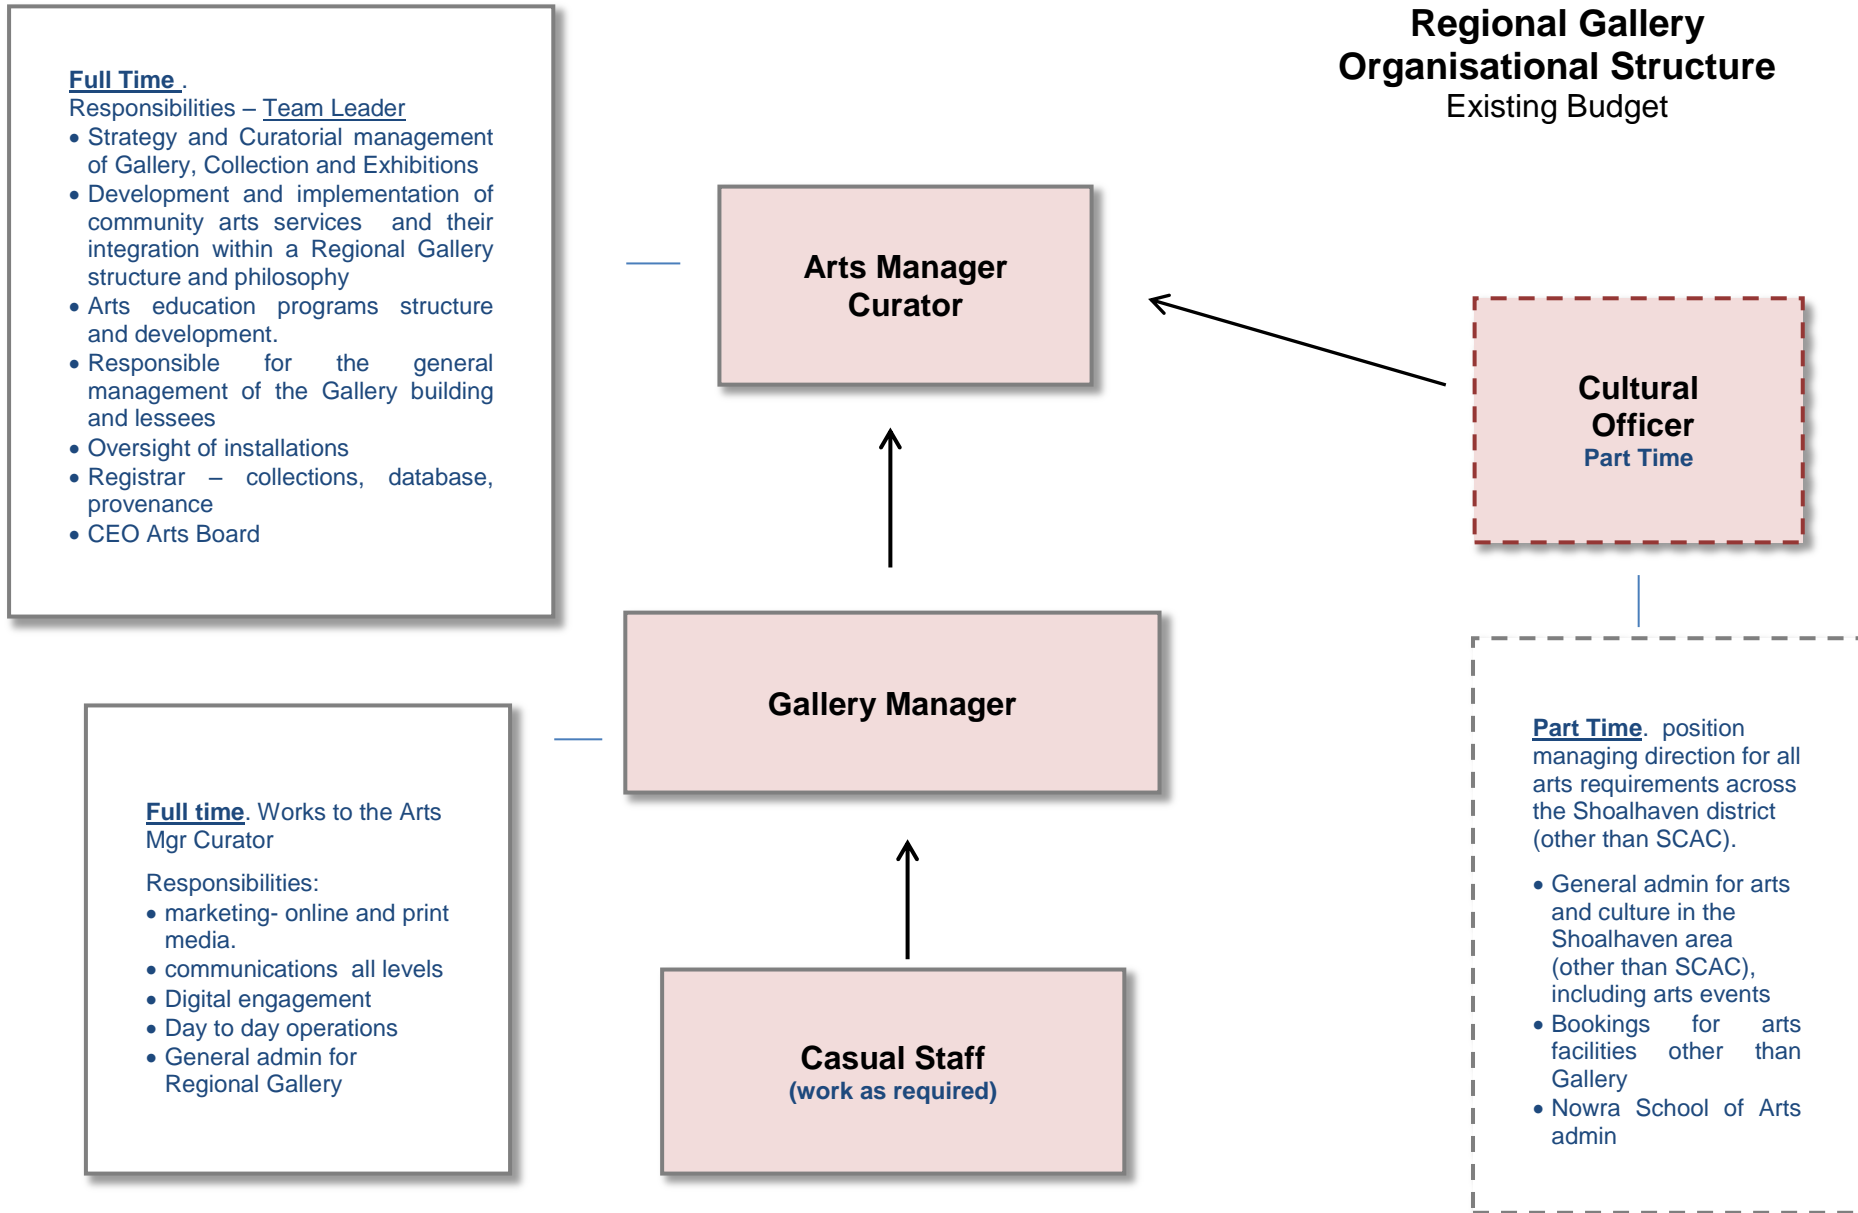 Regional Gallery
Organisational Structure
Existing Budget
Full Time .
Responsibilities – Team Leader
• Strategy and Curatorial management
of Gallery, Collection and Exhibitions
• Development and implementation of
community arts services and their
integration within a Regional Gallery
structure and philosophy
• Arts education programs structure
and development.
• Responsible for the general
management of the Gallery building
and lessees
• Oversight of installations
• Registrar – collections, database,
provenance
• CEO Arts Board
Arts Manager
Curator
Cultural
Officer
Part Time
Gallery Manager
Full time. Works to the Arts
Mgr Curator
Responsibilities:
• marketing- online and print
media.
• communications all levels
• Digital engagement
• Day to day operations
• General admin for
Regional Gallery
Casual Staff
(work as required)
Part Time. position
managing direction for all
arts requirements across
the Shoalhaven district
(other than SCAC).
• General admin for arts
and culture in the
Shoalhaven area
(other than SCAC),
including arts events
• Bookings for arts
facilities other than
Gallery
• Nowra School of Arts
admin